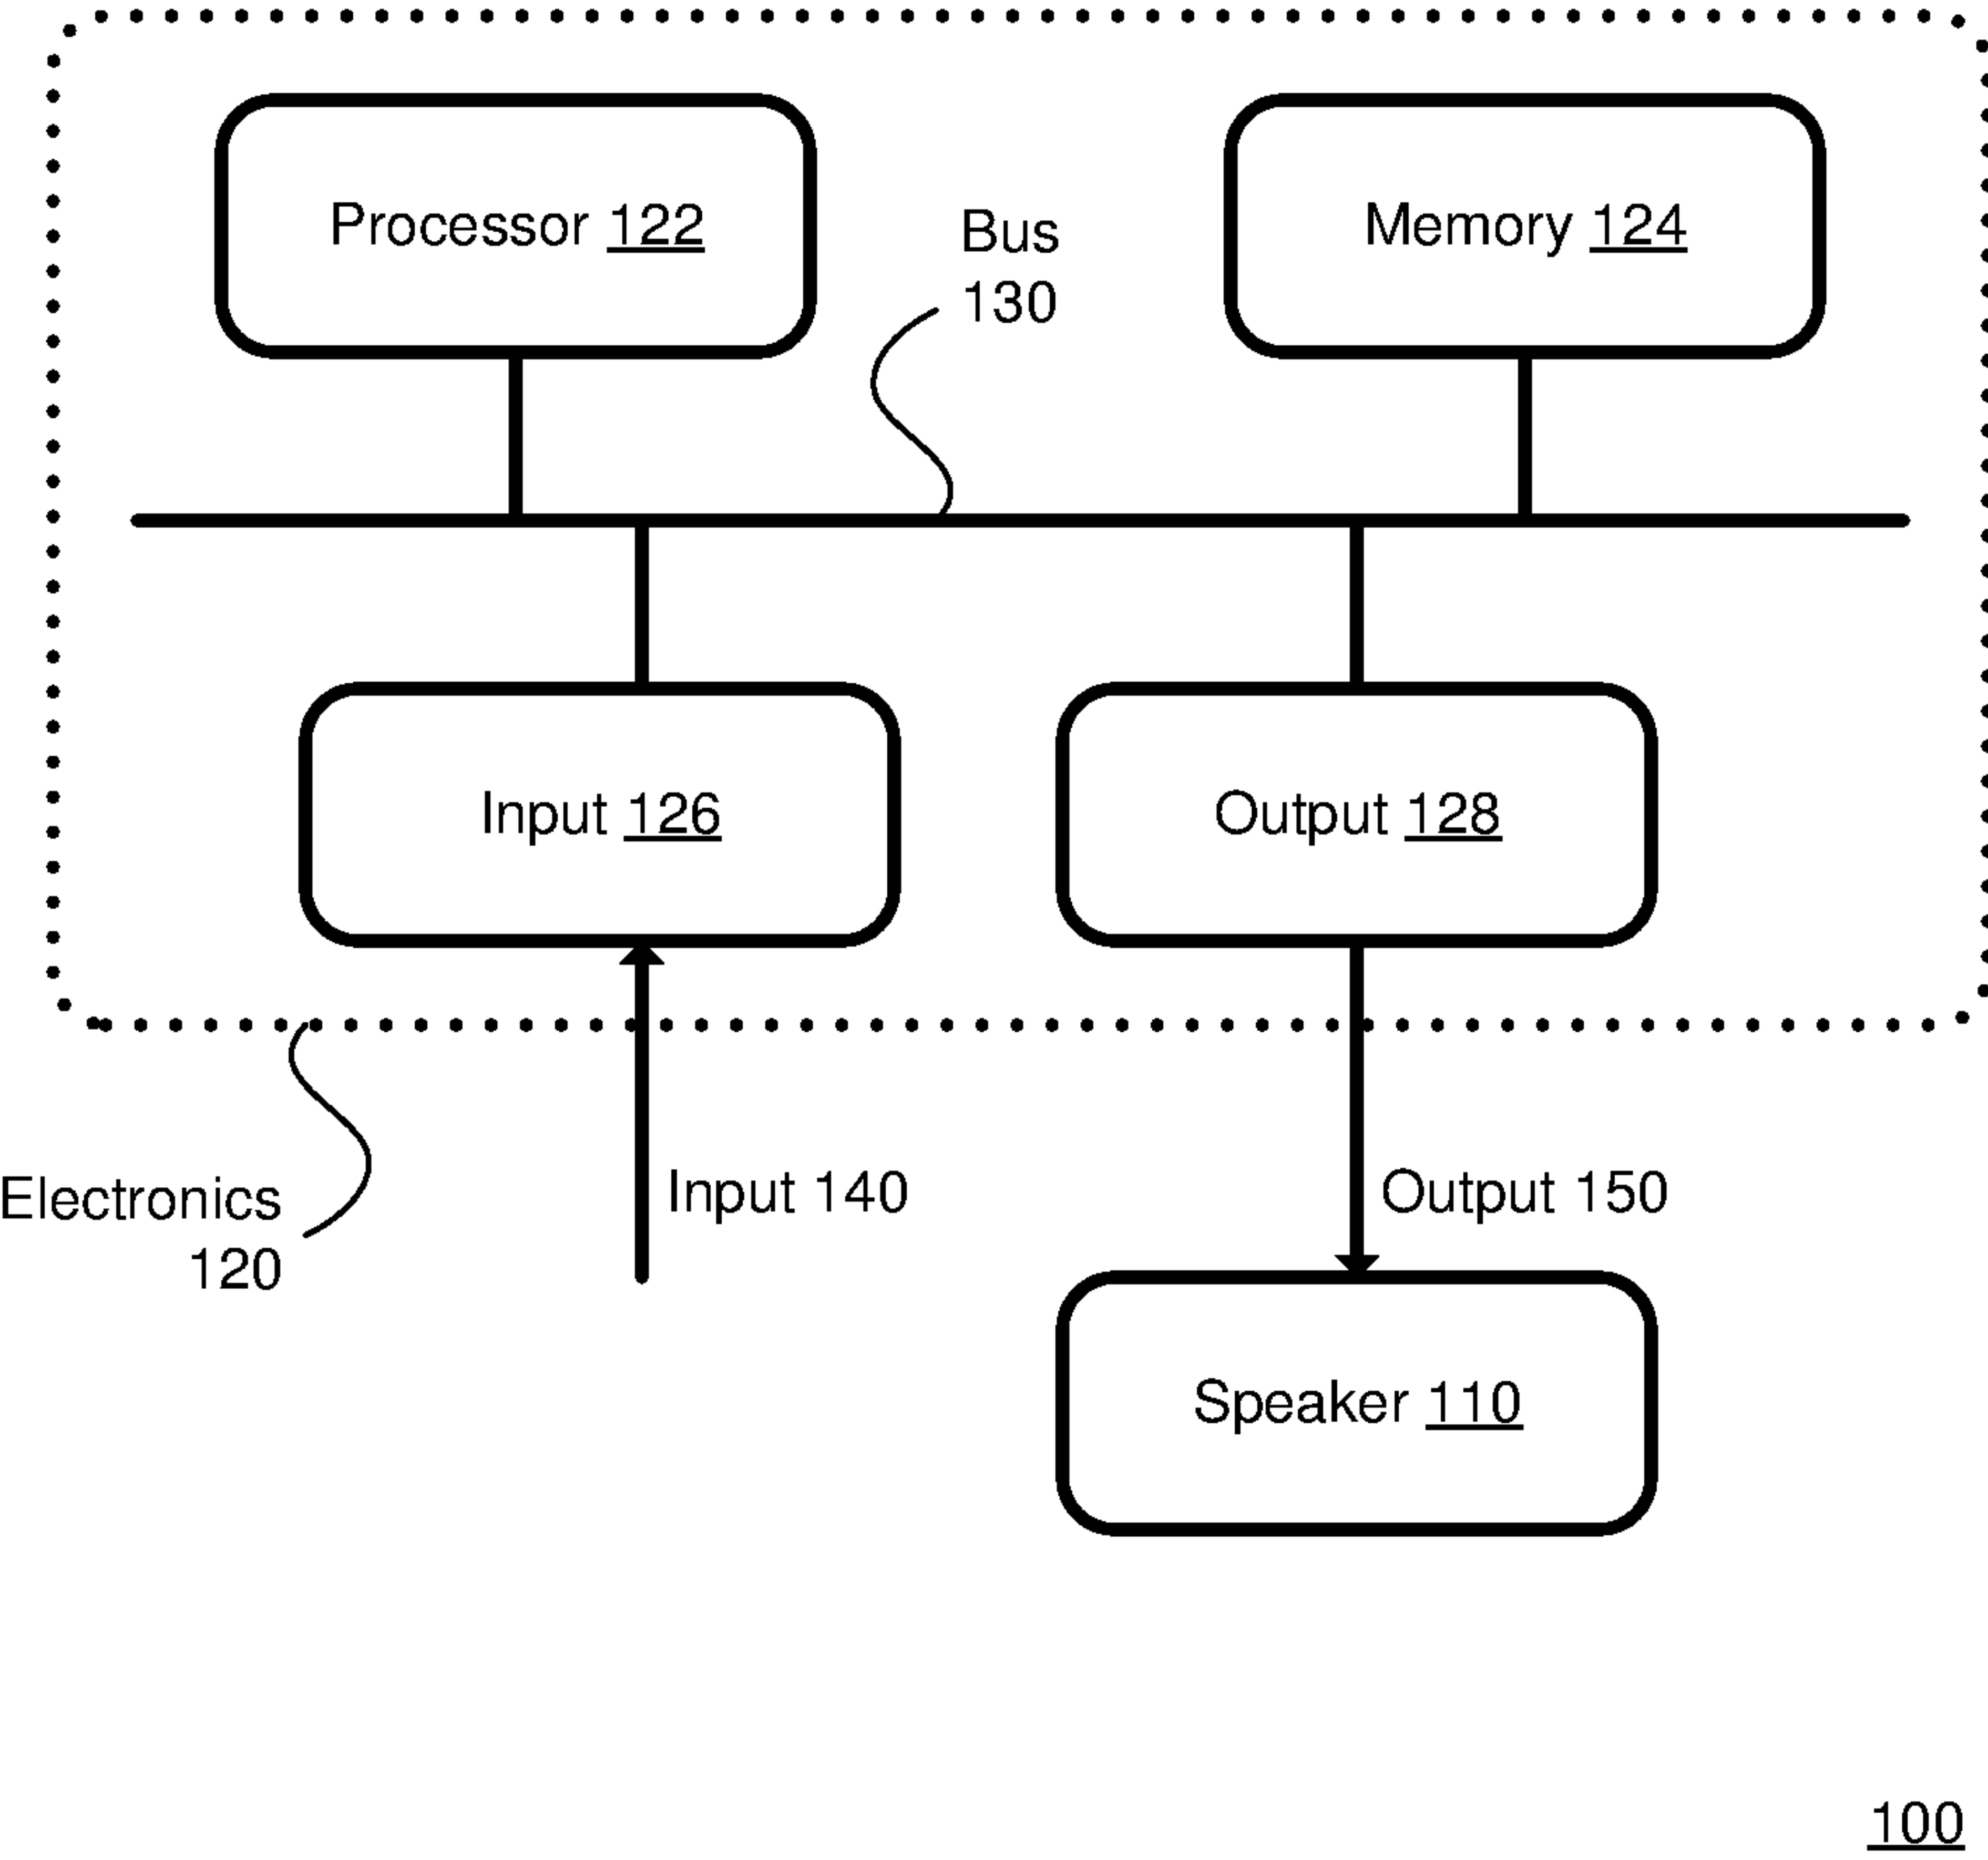 Processor 122
Bus
130
Memory 124
Input 126
Output 128
Electronics
120
Input 140
Output 150
Speaker 110
100